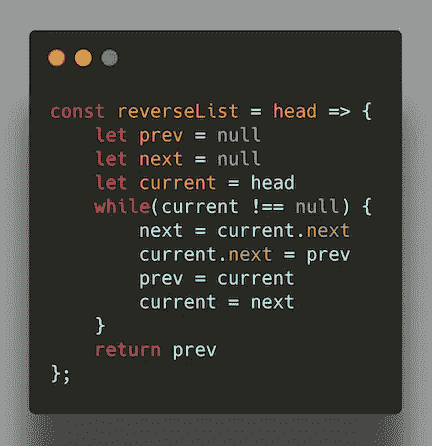 const reverseList = head => {
    let prev = null
    let next = null
    let current = head
    while(current !== null) {
        next = current.next
        current.next = prev
        prev = current
        current = next
    }
    return prev
};